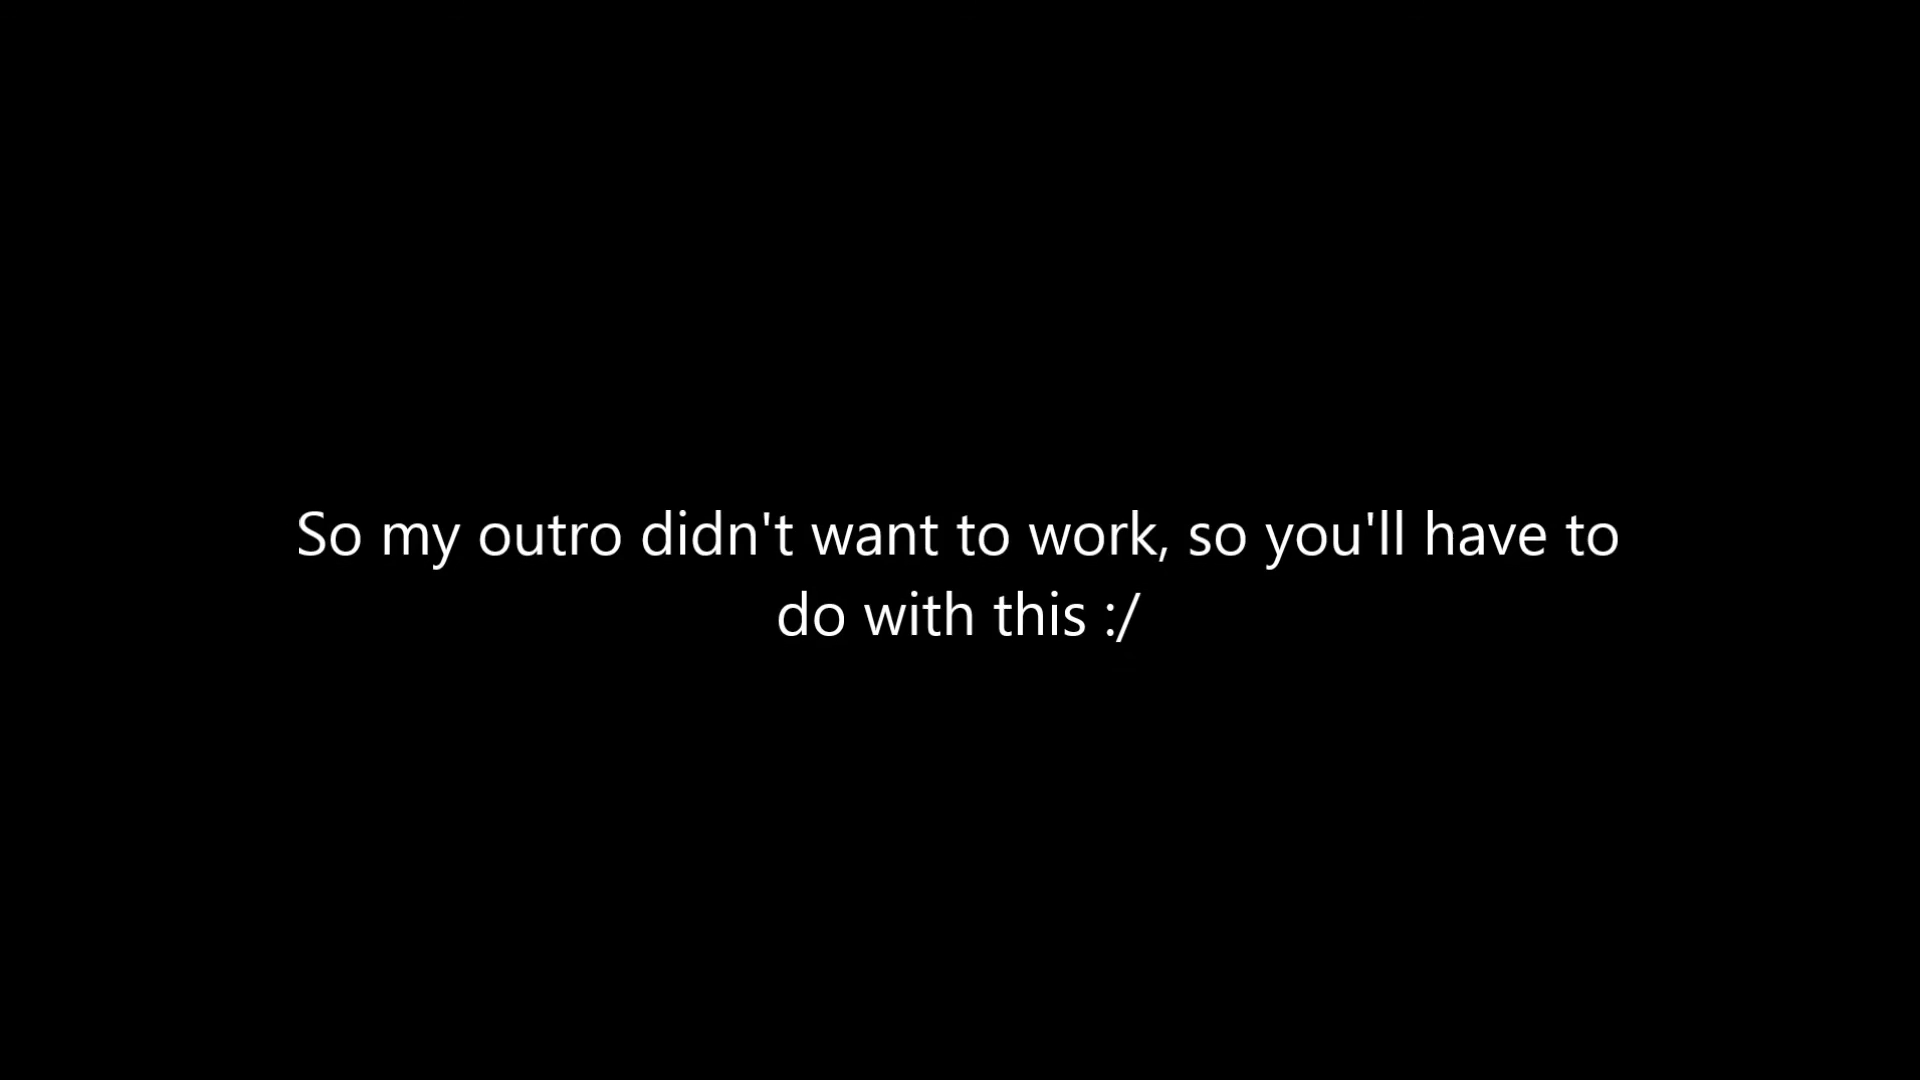 So my outro didn't want to work, so you'll have to
do with this :/